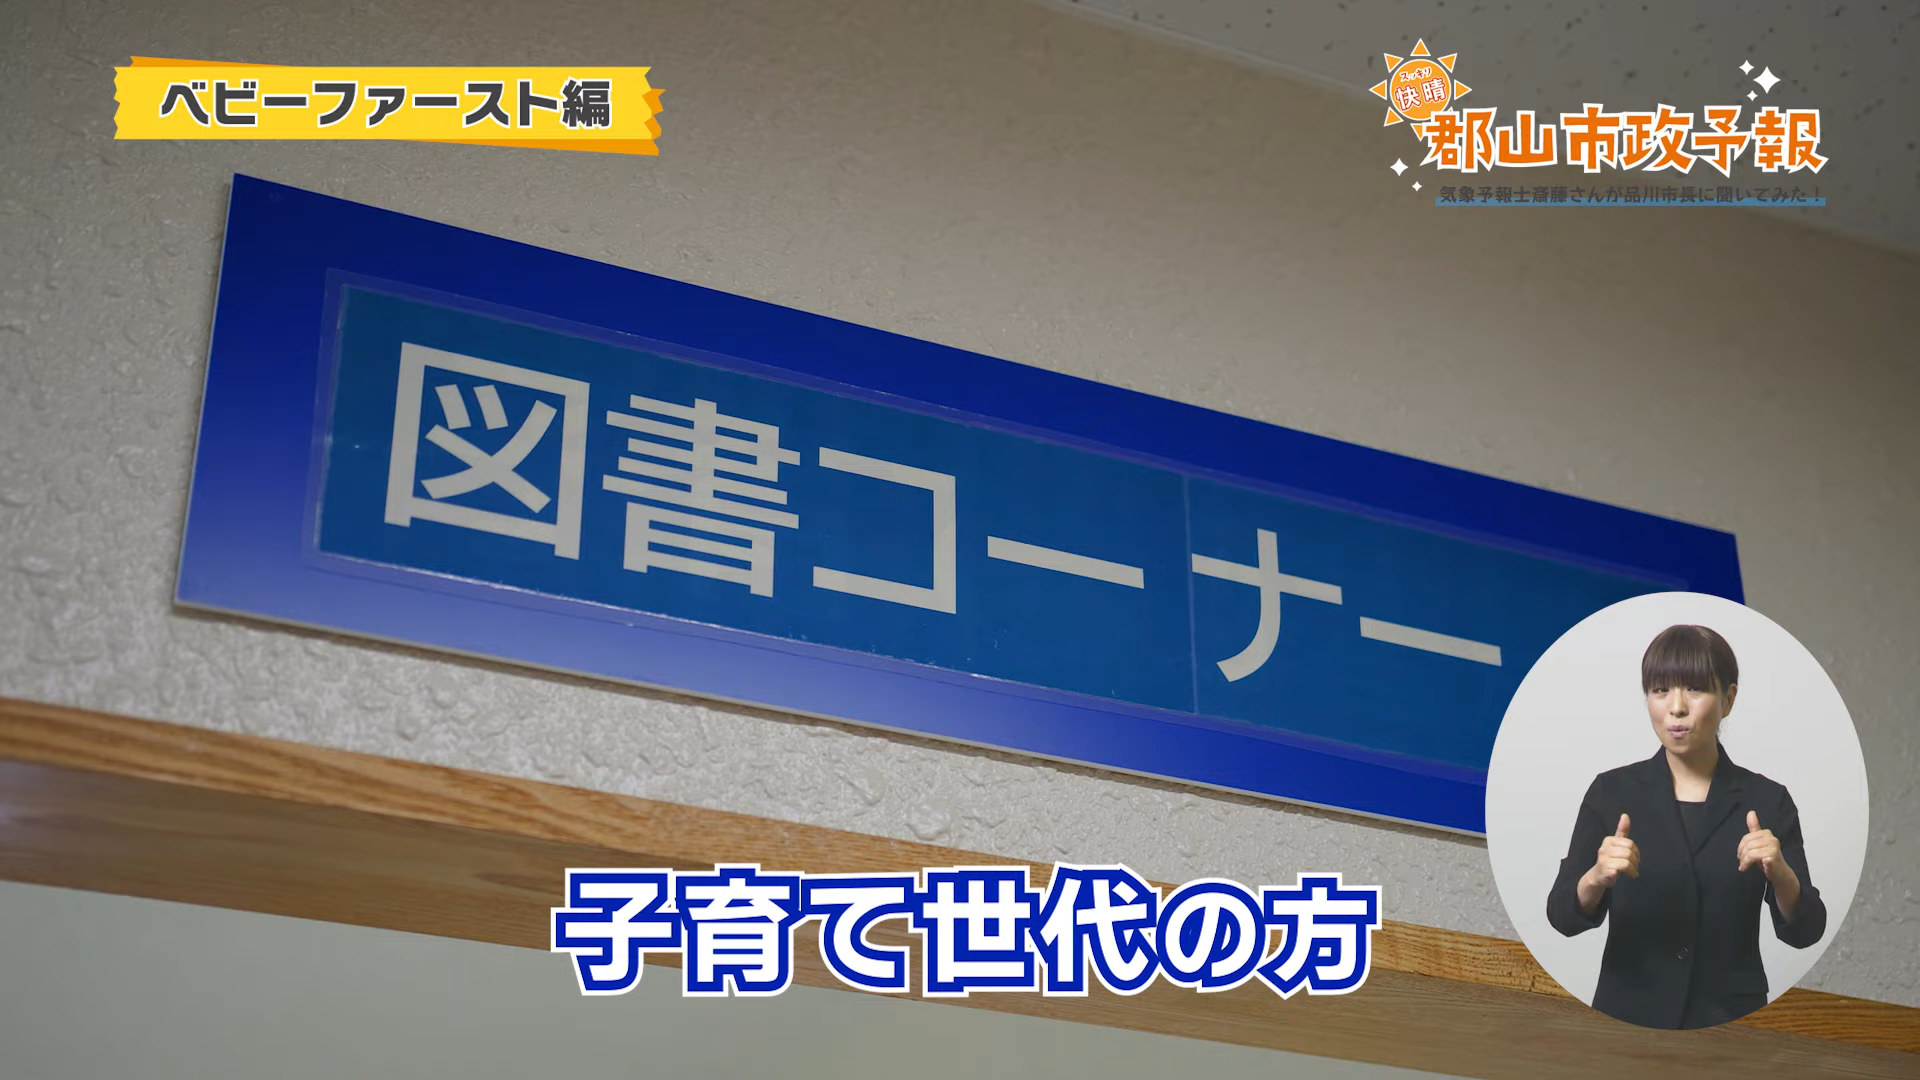 ベビーファースト編
スッキリ
快晴
郡山市政予報
気象予報士斎藤さんが品川市長に聞いてみた！
図書コーナー
子育て世代の方